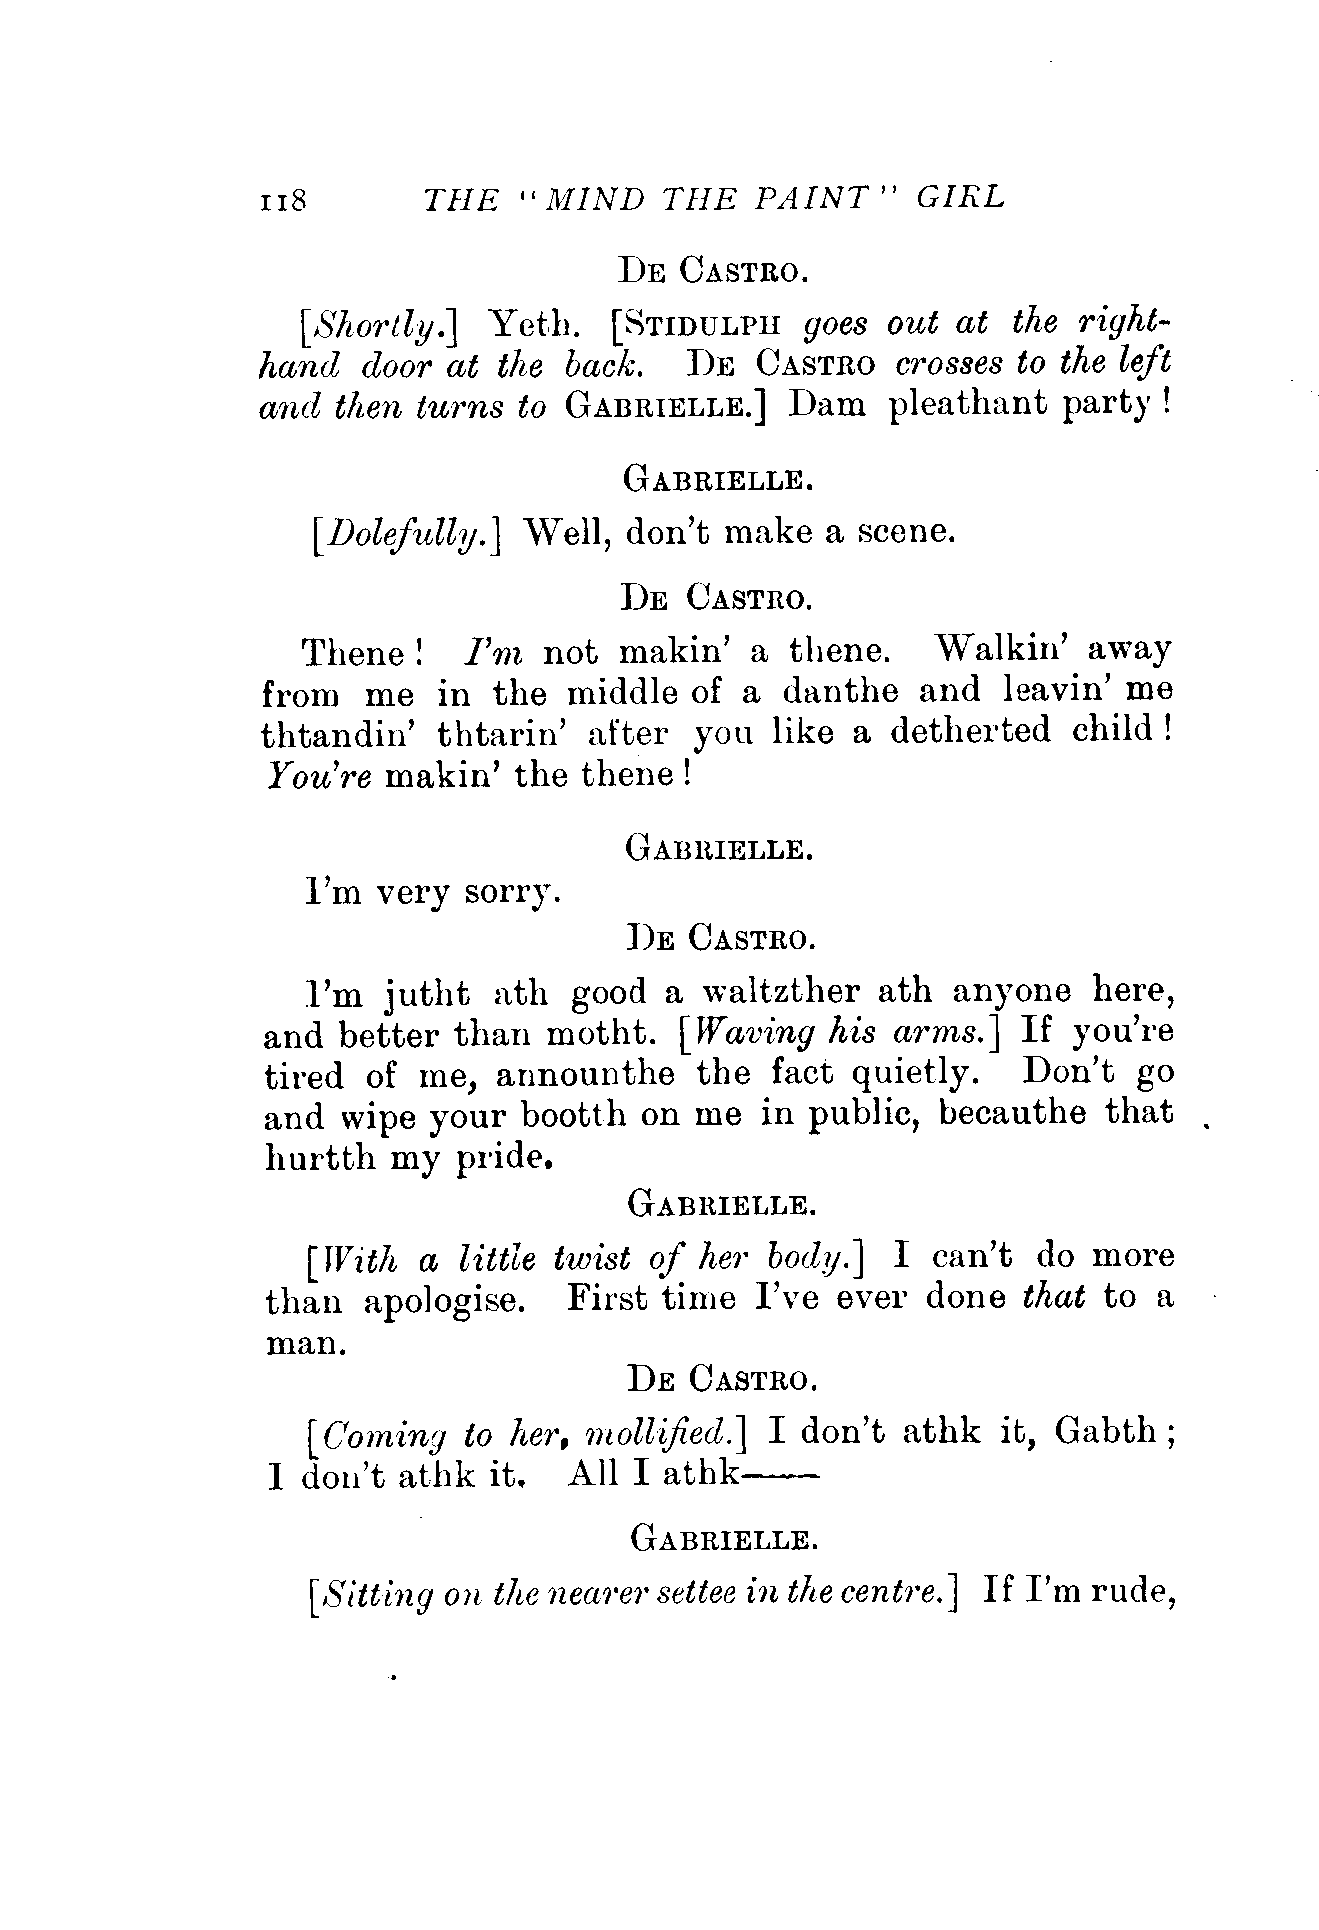 118 THE "MIND THE PAINT" GIRL
DE CASTRO.
[Shortly.] Yeth. [STIDULPH goes out at the right-
hand door at the back. DE CASTRO crosses to the left
and then turns to GABRIELLE.] Dam pleathant party!
GABRIELLE.
[Dolefully.] Well, don't make a scene.
DE CASTRO.
Thene! I'm not makin' a thene. Walkin' away
from me in the middle of a danthe and leavin' me
thtandin' thtarin' after you like a detherted child!
You're makin' the thene!
GABRIELLE.
I'm very sorry.
DE CASTRO.
I'm jutht ath good a waltzther ath anyone here,
and better than motht. [Waving his arms.] If you're
tired of me, announthe the fact quietly. Don't go
and wipe your bootth on me in public, becauthe that
hurtth my pride.
GABRIELLE.
[With a little twist of her body.] I can't do more
than apologise. First time I've ever done that to a
man.
DE CASTRO.
[Coming to her, mollified.] I don't athk it, Gabth;
I don't athk it. All I athk——
GABRIELLE.
[Sitting on the nearer settee in the centre.] If I'm rude,